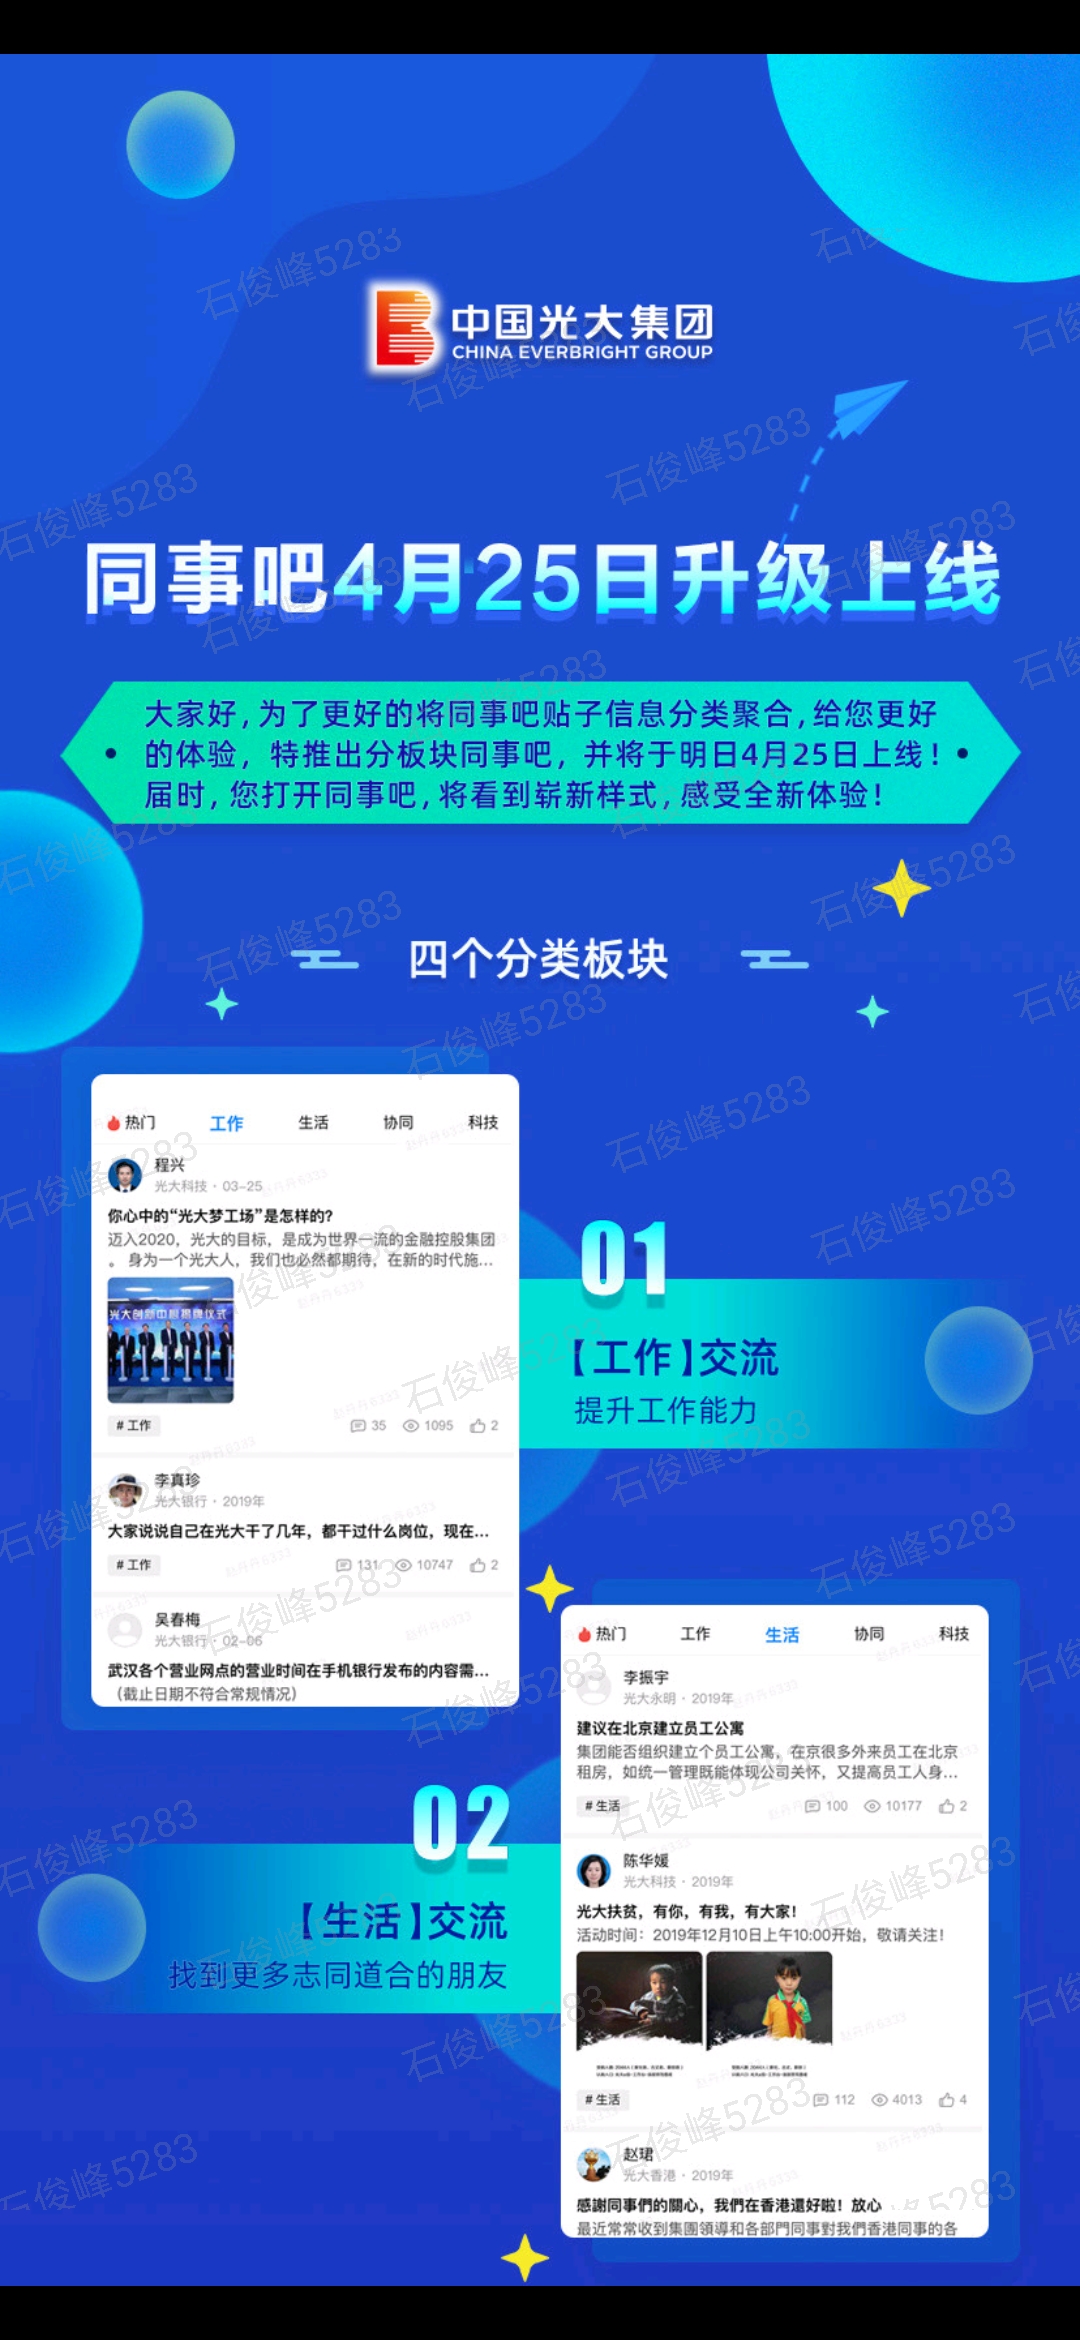 中国光大集团
CHINA EVERBRIGHT GROUP
同事吧4月25日升级上线
大家好,为了更好的将同事吧贴子信息分类聚合,给您更好
的体验，特推出分板块同事吧，并将于明日4月25日上线!
届时,您打开同事吧,将看到崭新样式,感受全新体验!
四个分类板块
热门 工作 生活 协同 科技
程兴
光大科技 · 03-25
你心中的“光大梦工场”是怎样的?
迈入2020，光大的目标，是成为世界一流的金融控股集团
。身为一个光大人，我们也必然都期待，在新的时代施...
光大创新中心揭牌仪式
# 工作 35 1095 2
李真珍
光大银行 · 2019年
大家说说自己在光大干了几年，都干过什么岗位，现在...
# 工作 131 10747 2
吴春梅
光大银行 · 02-06
武汉各个营业网点的营业时间在手机银行发布的内容需...
（截止日期不符合常规情况）
01
【工作】交流
提升工作能力
热门 工作 生活 协同 科技
李振宇
光大永明 · 2019年
建议在北京建立员工公寓
集团能否组织建立个员工公寓，在京很多外来员工在北京
租房，如统一管理既能体现公司关怀，又提高员工人身...
# 生活 100 10177 2
陈华媛
光大科技 · 2019年
光大扶贫，有你，有我，有大家！
活动时间：2019年12月10日上午10:00开始，敬请关注！
# 生活 112 4013 4
赵珺
光大香港 · 2019年
感謝同事們的關心，我們在香港還好啦！放心
最近常常收到集團領導和各部門同事對我們香港同事的各
02
【生活】交流
找到更多志同道合的朋友
石俊峰5283